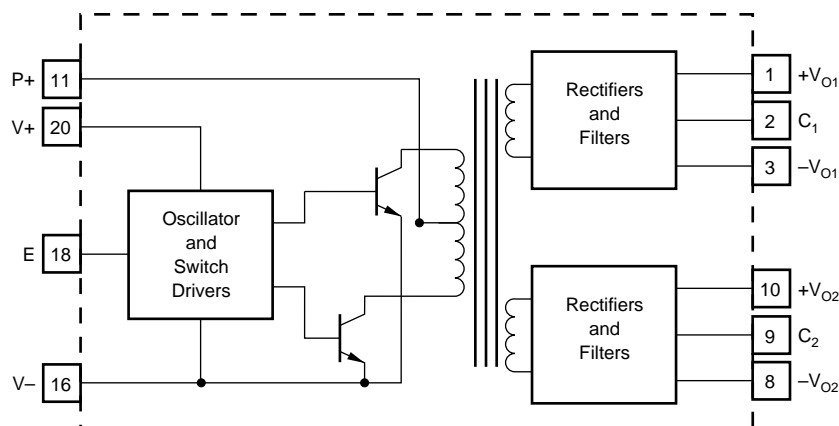 P+ 11
V+ 20
E 18
V– 16
Oscillator
and
Switch
Drivers
Rectifiers
and
Filters
1 +VO1
2 C1
3 –VO1
Rectifiers
and
Filters
10 +VO2
9 C2
8 –VO2